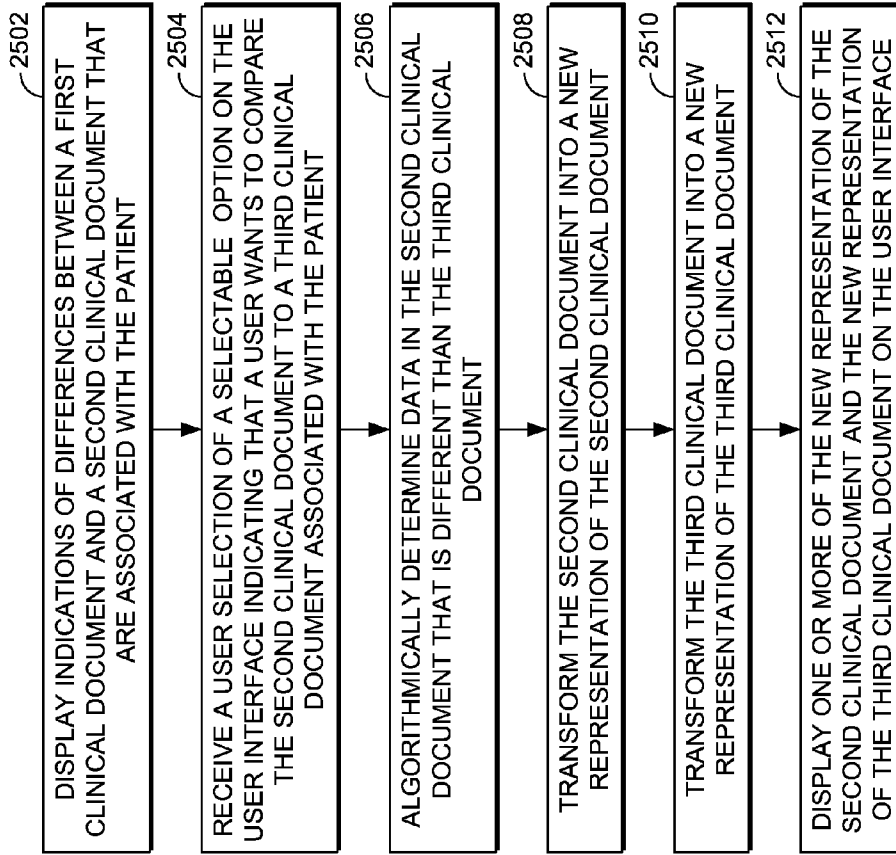 2502
DISPLAY INDICATIONS OF DIFFERENCES BETWEEN A FIRST
CLINICAL DOCUMENT AND A SECOND CLINICAL DOCUMENT THAT
ARE ASSOCIATED WITH THE PATIENT
2504
RECEIVE A USER SELECTION OF A SELECTABLE OPTION ON THE
USER INTERFACE INDICATING THAT A USER WANTS TO COMPARE
THE SECOND CLINICAL DOCUMENT TO A THIRD CLINICAL
DOCUMENT ASSOCIATED WITH THE PATIENT
2506
ALGORITHMICALLY DETERMINE DATA IN THE SECOND CLINICAL
DOCUMENT THAT IS DIFFERENT THAN THE THIRD CLINICAL
DOCUMENT
2508
TRANSFORM THE SECOND CLINICAL DOCUMENT INTO A NEW
REPRESENTATION OF THE SECOND CLINICAL DOCUMENT
2510
TRANSFORM THE THIRD CLINICAL DOCUMENT INTO A NEW
REPRESENTATION OF THE THIRD CLINICAL DOCUMENT
2512
DISPLAY ONE OR MORE OF THE NEW REPRESENTATION OF THE
SECOND CLINICAL DOCUMENT AND THE NEW REPRESENTATION
OF THE THIRD CLINICAL DOCUMENT ON THE USER INTERFACE